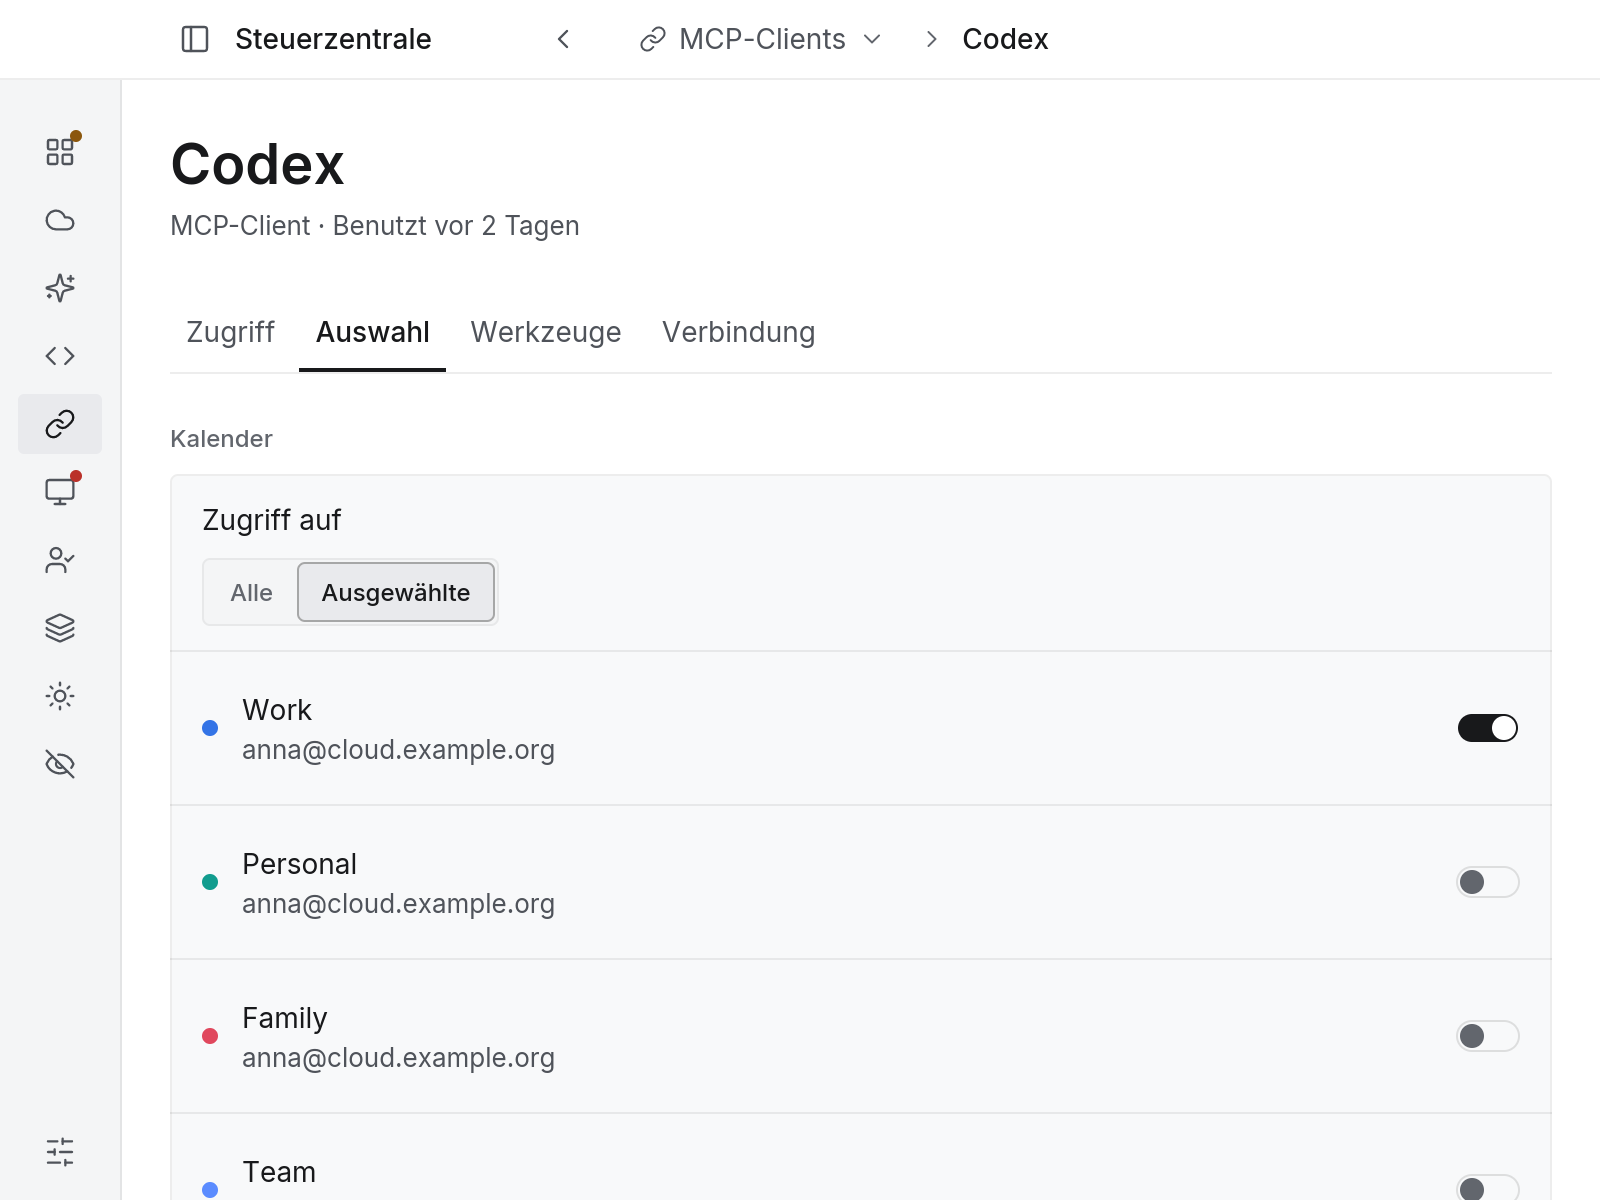 Steuerzentrale
MCP-Clients
Codex
Codex
MCP-Client · Benutzt vor 2 Tagen
Zugriff
Auswahl
Werkzeuge
Verbindung
Kalender
Zugriff auf
Alle
Ausgewählte
Work
anna@cloud.example.org
Personal
anna@cloud.example.org
Family
anna@cloud.example.org
Team